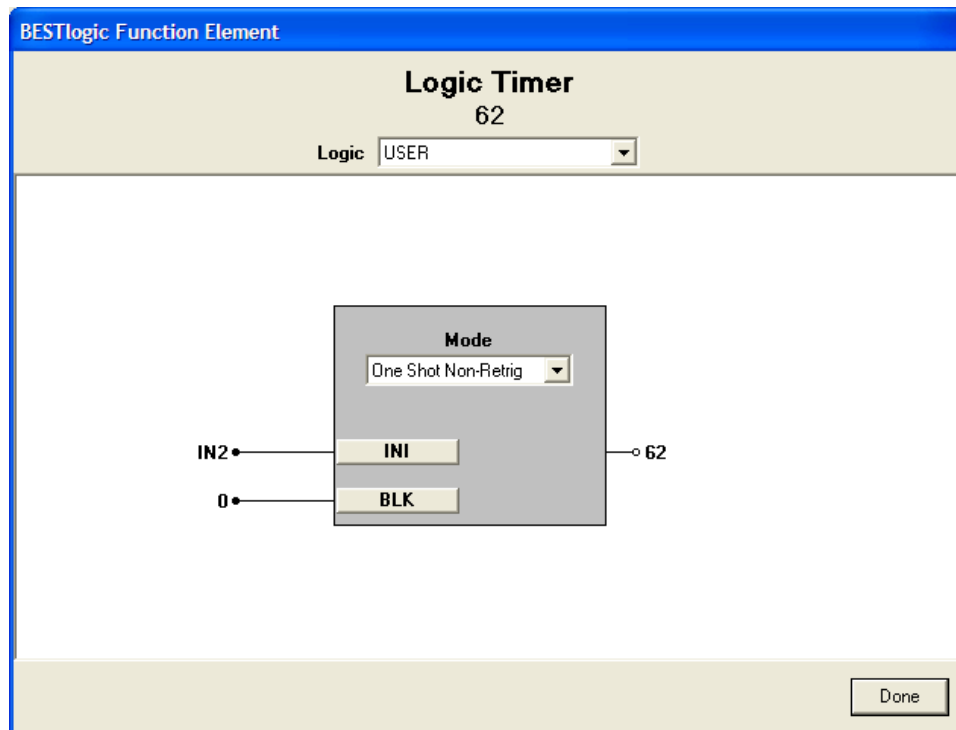 BESTlogic Function Element
Logic Timer
62
Logic USER
Mode
One Shot Non-Retrig
IN2 INI 62
0 BLK
Done